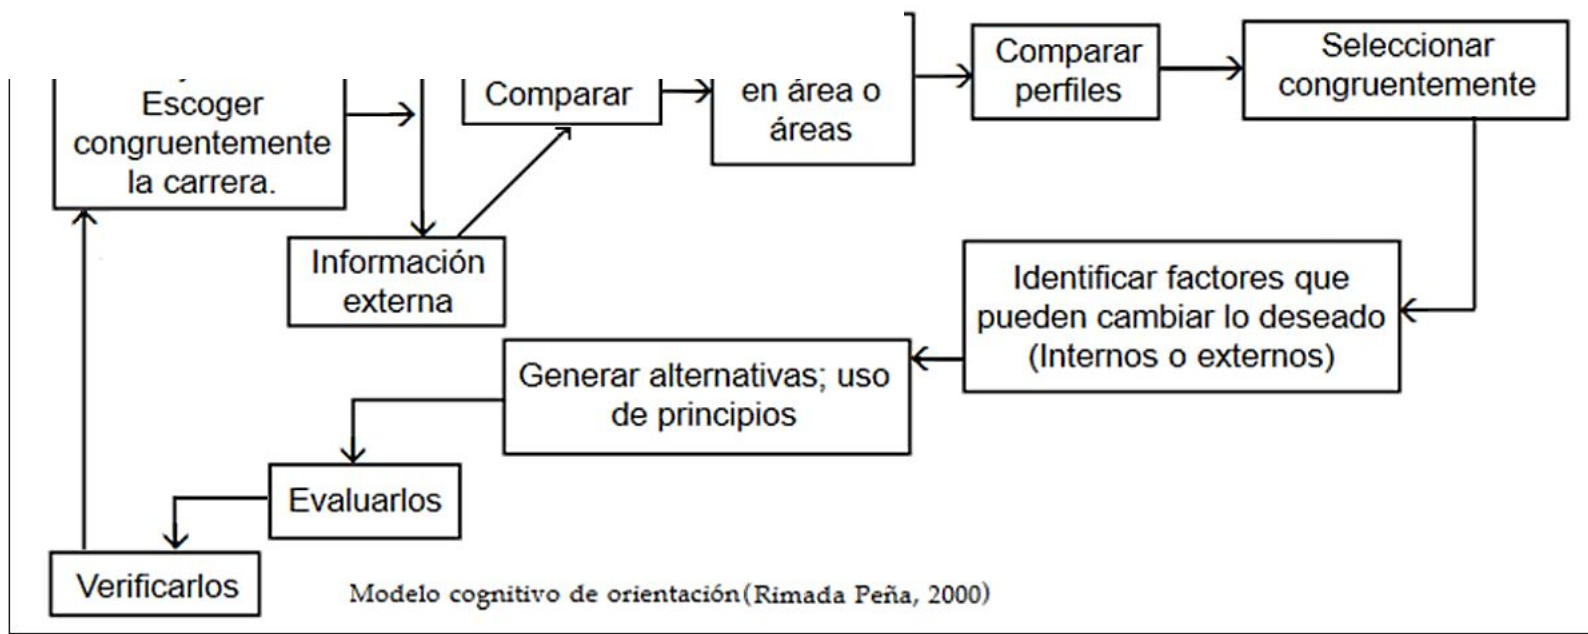 Escoger
congruentemente
la carrera.
Comparar
en área o
áreas
Comparar
perfiles
Seleccionar
congruentemente
Información
externa
Identificar factores que
pueden cambiar lo deseado
(Internos o externos)
Generar alternativas; uso
de principios
Evaluarlos
Verificarlos
Modelo cognitivo de orientación(Rimada Peña, 2000)